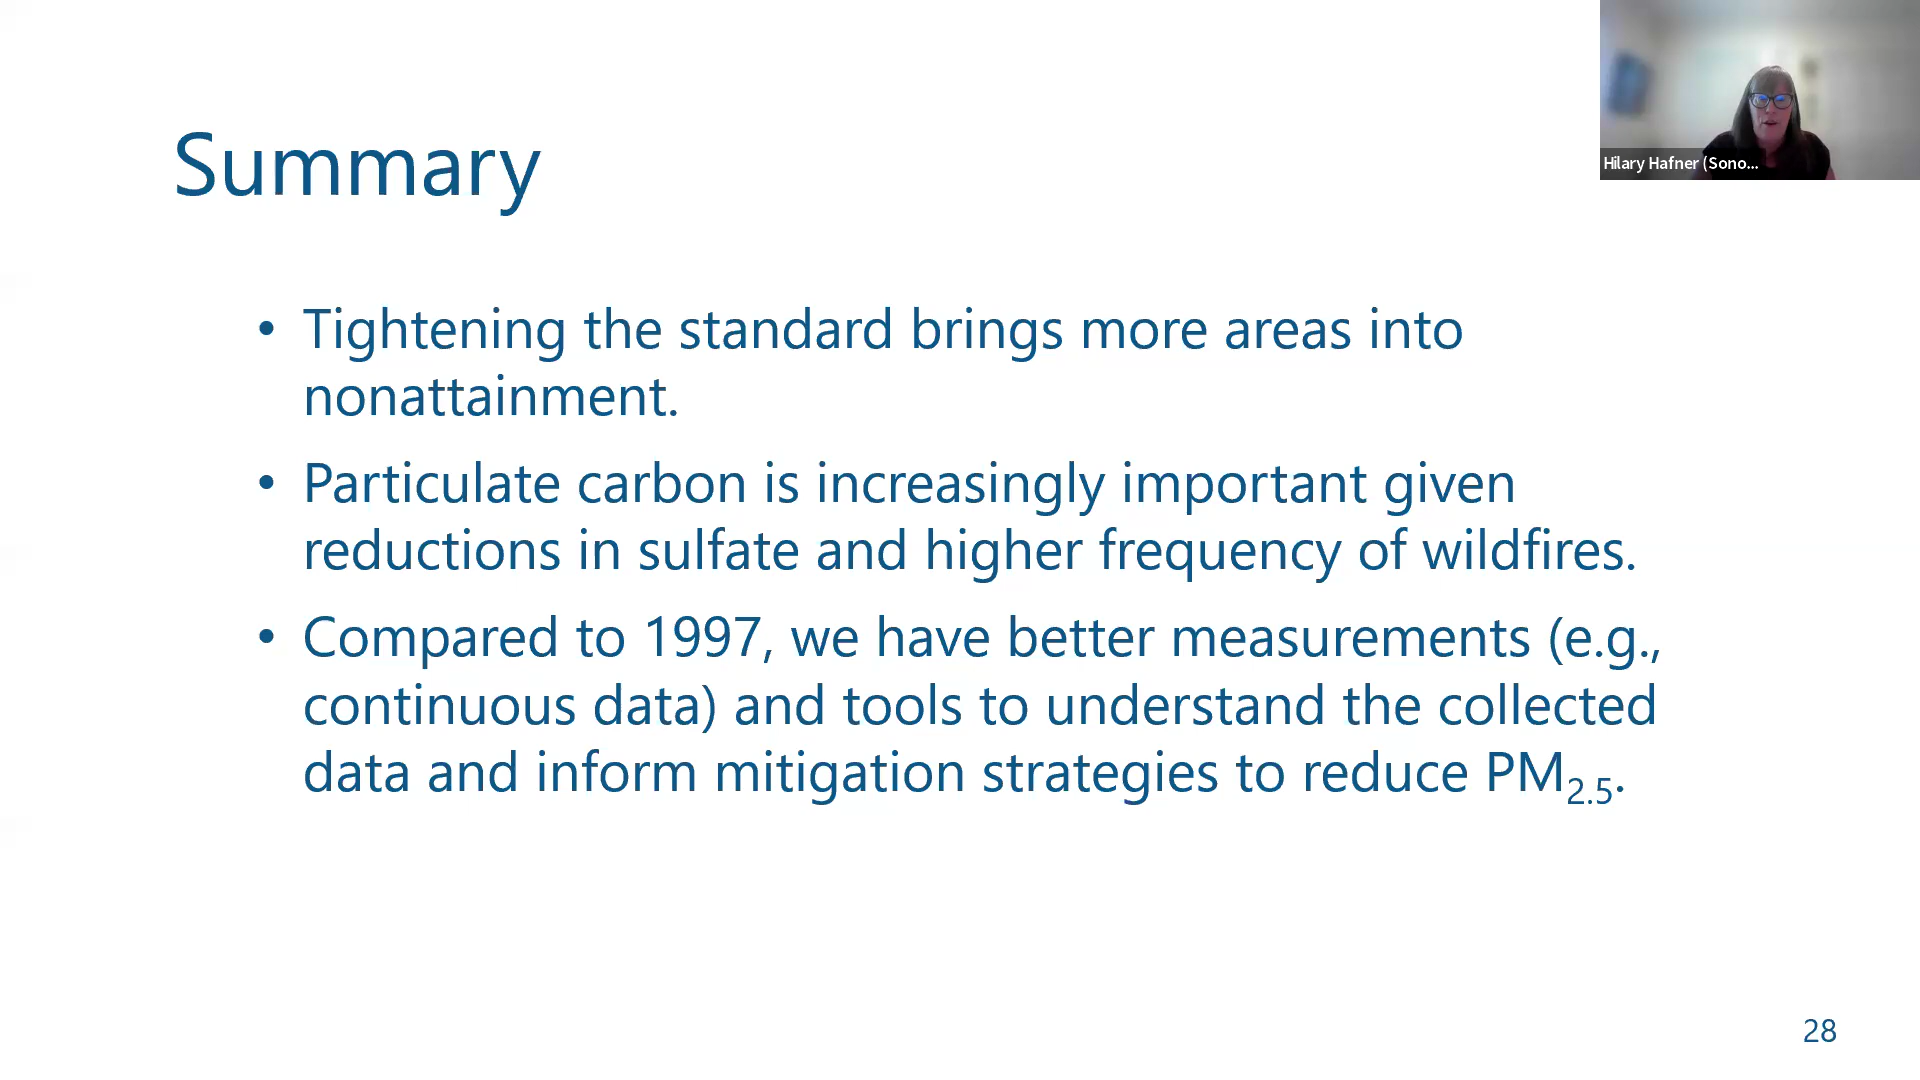 Hilary Hafner (Sono...
Summary
• Tightening the standard brings more areas into
nonattainment.
• Particulate carbon is increasingly important given
reductions in sulfate and higher frequency of wildfires.
• Compared to 1997, we have better measurements (e.g.,
continuous data) and tools to understand the collected
data and inform mitigation strategies to reduce PM2.5.
28